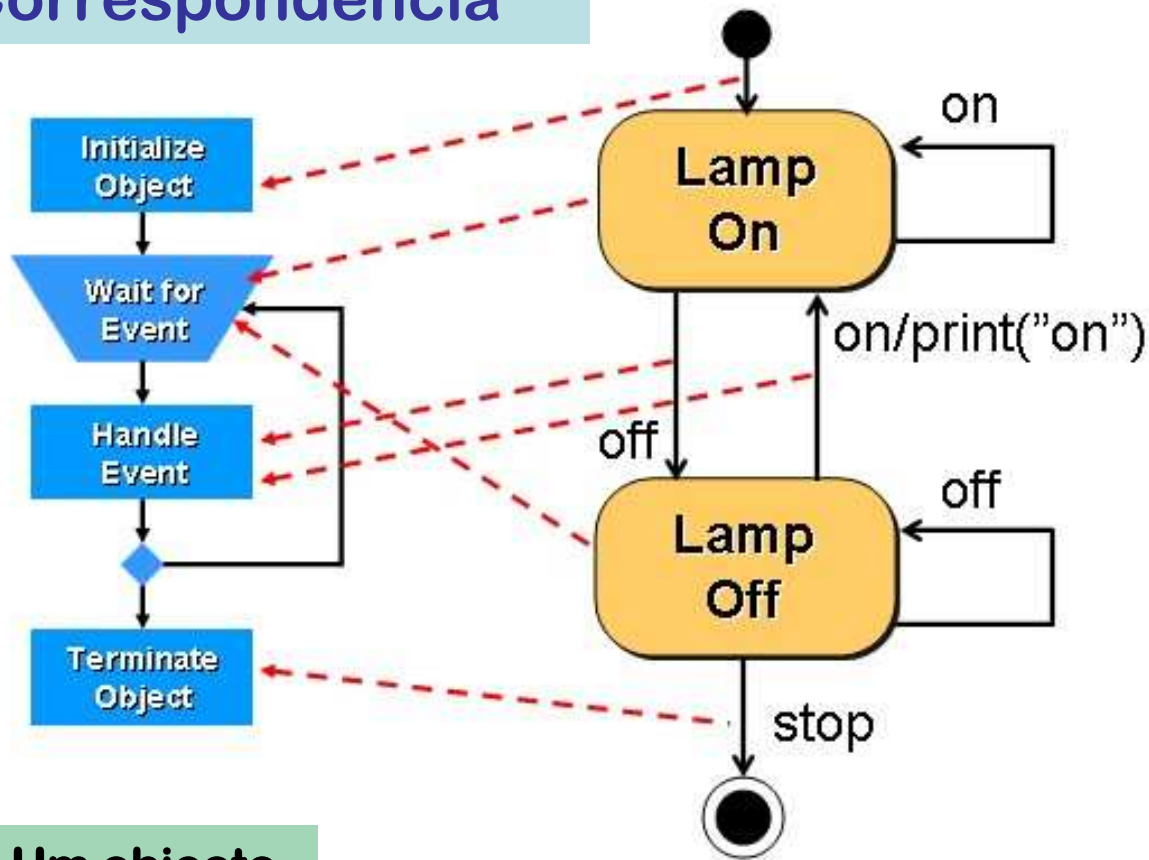 Correspondência
Initialize
Object
Wait for
Event
Handle
Event
Terminate
Object
on
Lamp
On
on/print("on")
off
off
Lamp
Off
stop
Um objecto